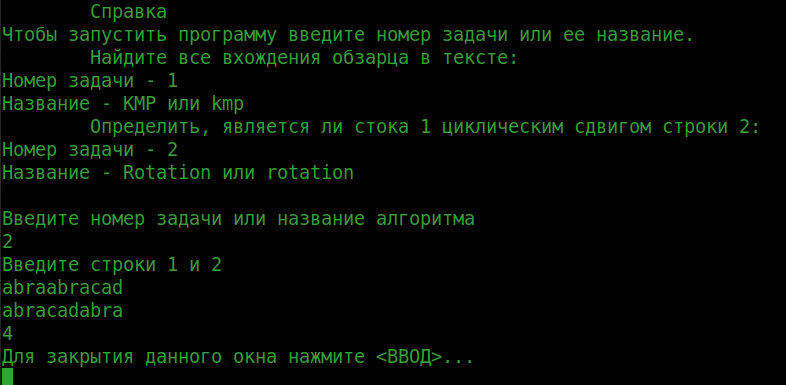 Справка
Чтобы запустить программу введите номер задачи или ее название.
Найдите все вхождения обзарца в тексте:
Номер задачи - 1
Название - KMP или kmp
Определить, является ли стока 1 циклическим сдвигом строки 2:
Номер задачи - 2
Название - Rotation или rotation
Введите номер задачи или название алгоритма
2
Введите строки 1 и 2
abraabracad
abracadabra
4
Для закрытия данного окна нажмите <ВВОД>...